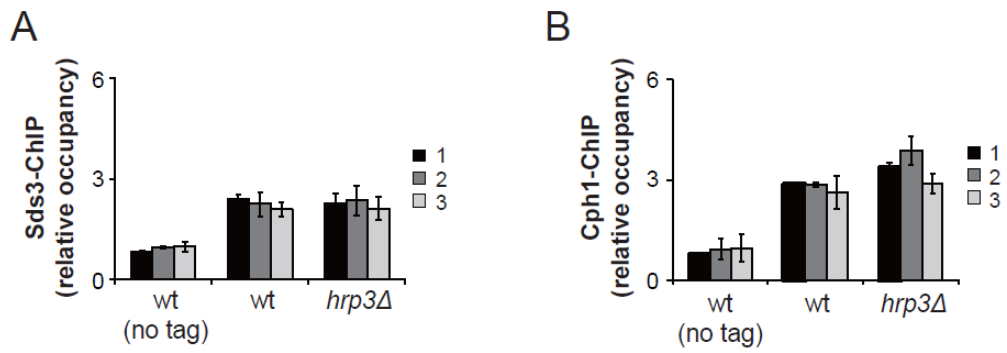 A
Sds3-ChIP
(relative occupancy)
6
3
0
wt
(no tag)
wt
hrp3Δ
1
2
3
B
Cph1-ChIP
(relative occupancy)
6
3
0
wt
(no tag)
wt
hrp3Δ
1
2
3